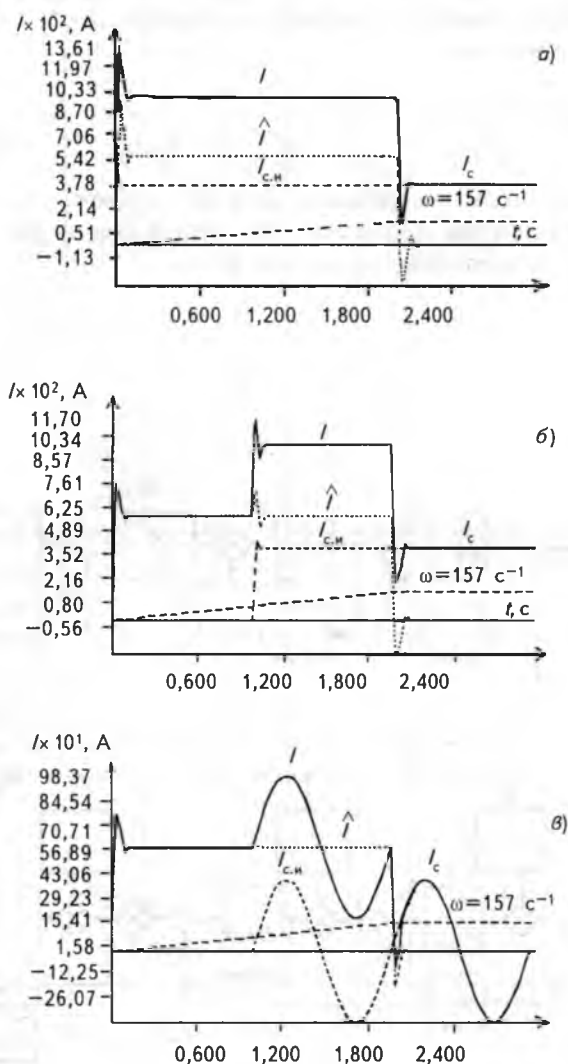 I× 10², А
13,61
а)
11,97
I
10,33
8,70
7,06
Î
5,42
Iс.и
Iс
3,78
ω=157 с⁻¹
2,14
0,51
t, с
−1,13
0,600 1,200 1,800 2,400
I× 10², А
11,70
б)
10,34
I
8,57
7,61
6,25
Î
4,89
Iс.и
Iс
3,52
2,16
ω=157 с⁻¹
0,80
t, с
−0,56
0,600 1,200 1,800 2,400
I× 10¹, А
I
98,37
84,54
70,71
Î
в)
56,89
43,06
Iс.и
Iс
29,23
ω=157 с⁻¹
15,41
1,58
−12,25
−26,07
0,600 1,200 1,800 2,400